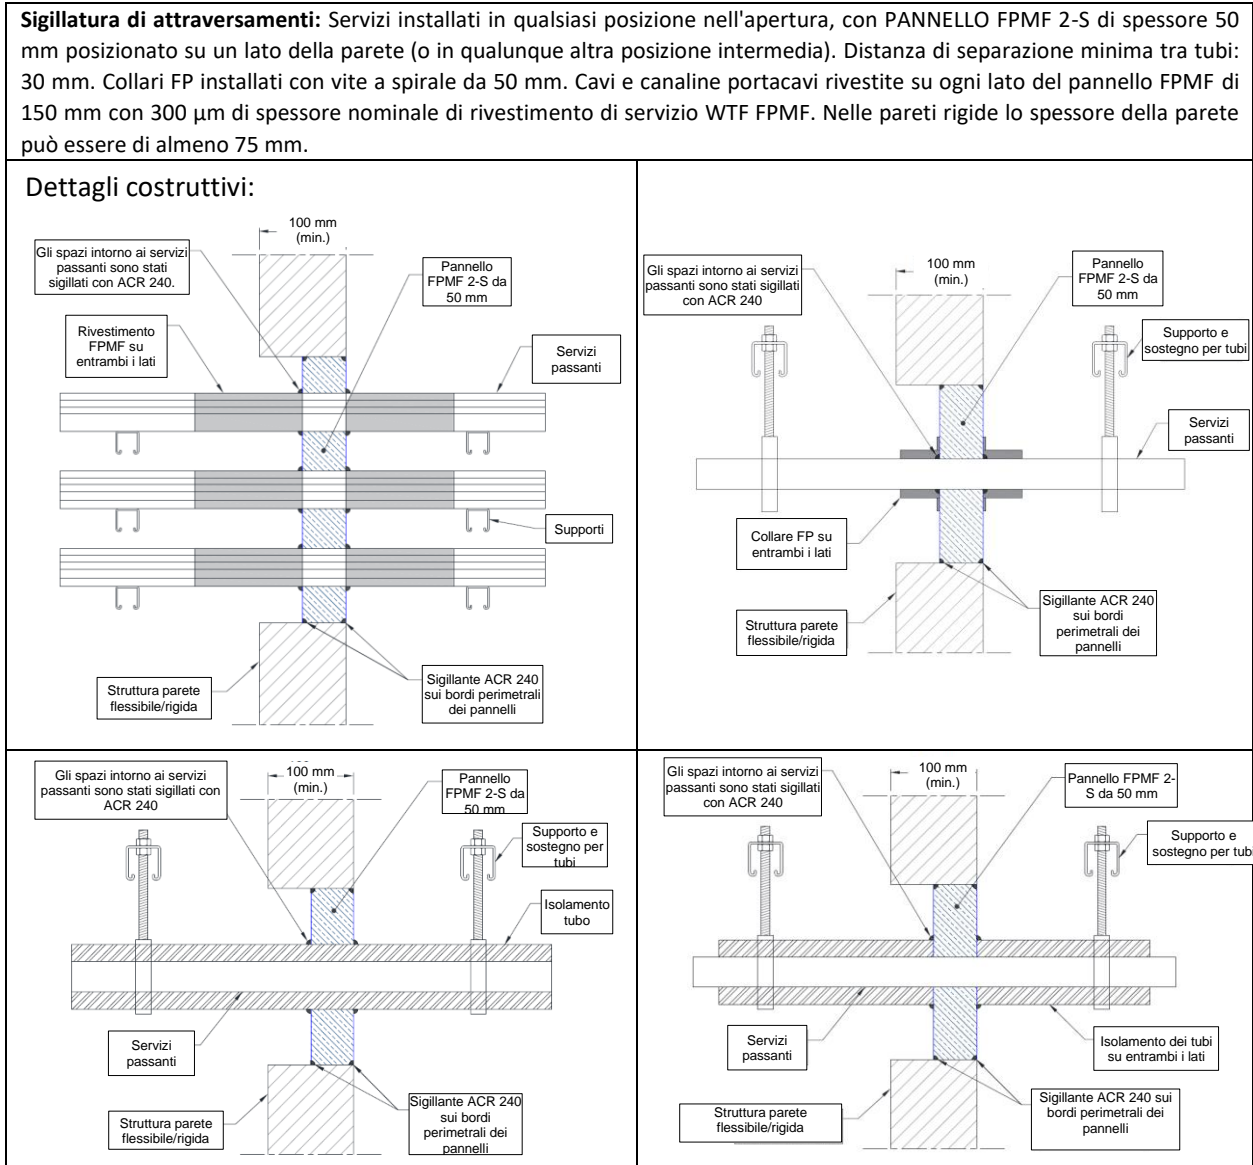 Sigillatura di attraversamenti: Servizi installati in qualsiasi posizione nell'apertura, con PANNELLO FPMF 2-S di spessore 50
mm posizionato su un lato della parete (o in qualunque altra posizione intermedia). Distanza di separazione minima tra tubi:
30 mm. Collari FP installati con vite a spirale da 50 mm. Cavi e canaline portacavi rivestite su ogni lato del pannello FPMF di
150 mm con 300 µm di spessore nominale di rivestimento di servizio WTF FPMF. Nelle pareti rigide lo spessore della parete
può essere di almeno 75 mm.
Dettagli costruttivi:
100 mm
(min.)
Gli spazi intorno ai servizi
passanti sono stati
sigillati con ACR 240.
Pannello
FPMF 2-S da
50 mm
Rivestimento
FPMF su
entrambi i lati
Servizi
passanti
Supporti
Struttura parete
flessibile/rigida
Sigillante ACR 240
sui bordi perimetrali
dei pannelli
Gli spazi intorno ai servizi
passanti sono stati sigillati
con ACR 240
100 mm
(min.)
Pannello
FPMF 2-S da
50 mm
Supporto e
sostegno per tubi
Servizi
passanti
Collare FP su
entrambi i lati
Struttura parete
flessibile/rigida
Sigillante ACR 240
sui bordi
perimetrali dei
pannelli
Gli spazi intorno ai servizi
passanti sono stati sigillati con
ACR 240
100 mm
(min.)
Pannello
FPMF 2-S da
50 mm
Supporto e
sostegno per
tubi
Isolamento
tubo
Servizi
passanti
Struttura parete
flessibile/rigida
Sigillante ACR 240
sui bordi
perimetrali dei
pannelli
Gli spazi intorno ai servizi
passanti sono stati sigillati
con ACR 240
100 mm
(min.)
Pannello FPMF 2-
S da 50 mm
Supporto e
sostegno per tubi
Servizi
passanti
Isolamento dei tubi
su entrambi i lati
Struttura parete
flessibile/rigida
Sigillante ACR 240 sui
bordi perimetrali dei
pannelli